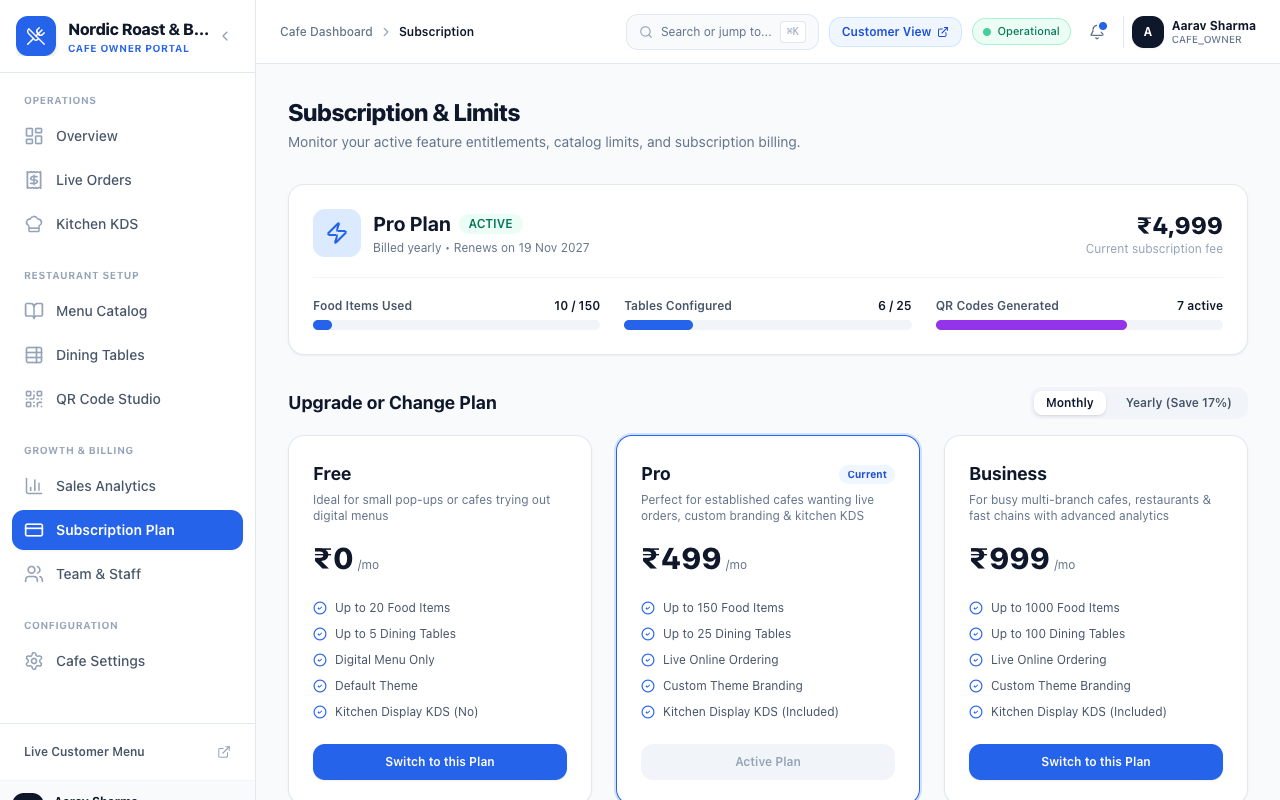 Nordic Roast & B...
CAFE OWNER PORTAL
OPERATIONS
Overview
Live Orders
Kitchen KDS
RESTAURANT SETUP
Menu Catalog
Dining Tables
QR Code Studio
GROWTH & BILLING
Sales Analytics
Subscription Plan
Team & Staff
CONFIGURATION
Cafe Settings
Live Customer Menu
Aarav Sharma
Cafe Dashboard > Subscription
Search or jump to... ⌘K
Customer View
Operational
A
Aarav Sharma
CAFE_OWNER
Subscription & Limits
Monitor your active feature entitlements, catalog limits, and subscription billing.
Pro Plan ACTIVE
Billed yearly • Renews on 19 Nov 2027
₹4,999
Current subscription fee
Food Items Used 10 / 150
Tables Configured 6 / 25
QR Codes Generated 7 active
Upgrade or Change Plan
Monthly Yearly (Save 17%)
Free
Ideal for small pop-ups or cafes trying out
digital menus
₹0 /mo
Up to 20 Food Items
Up to 5 Dining Tables
Digital Menu Only
Default Theme
Kitchen Display KDS (No)
Switch to this Plan
Pro Current
Perfect for established cafes wanting live
orders, custom branding & kitchen KDS
₹499 /mo
Up to 150 Food Items
Up to 25 Dining Tables
Live Online Ordering
Custom Theme Branding
Kitchen Display KDS (Included)
Active Plan
Business
For busy multi-branch cafes, restaurants &
fast chains with advanced analytics
₹999 /mo
Up to 1000 Food Items
Up to 100 Dining Tables
Live Online Ordering
Custom Theme Branding
Kitchen Display KDS (Included)
Switch to this Plan